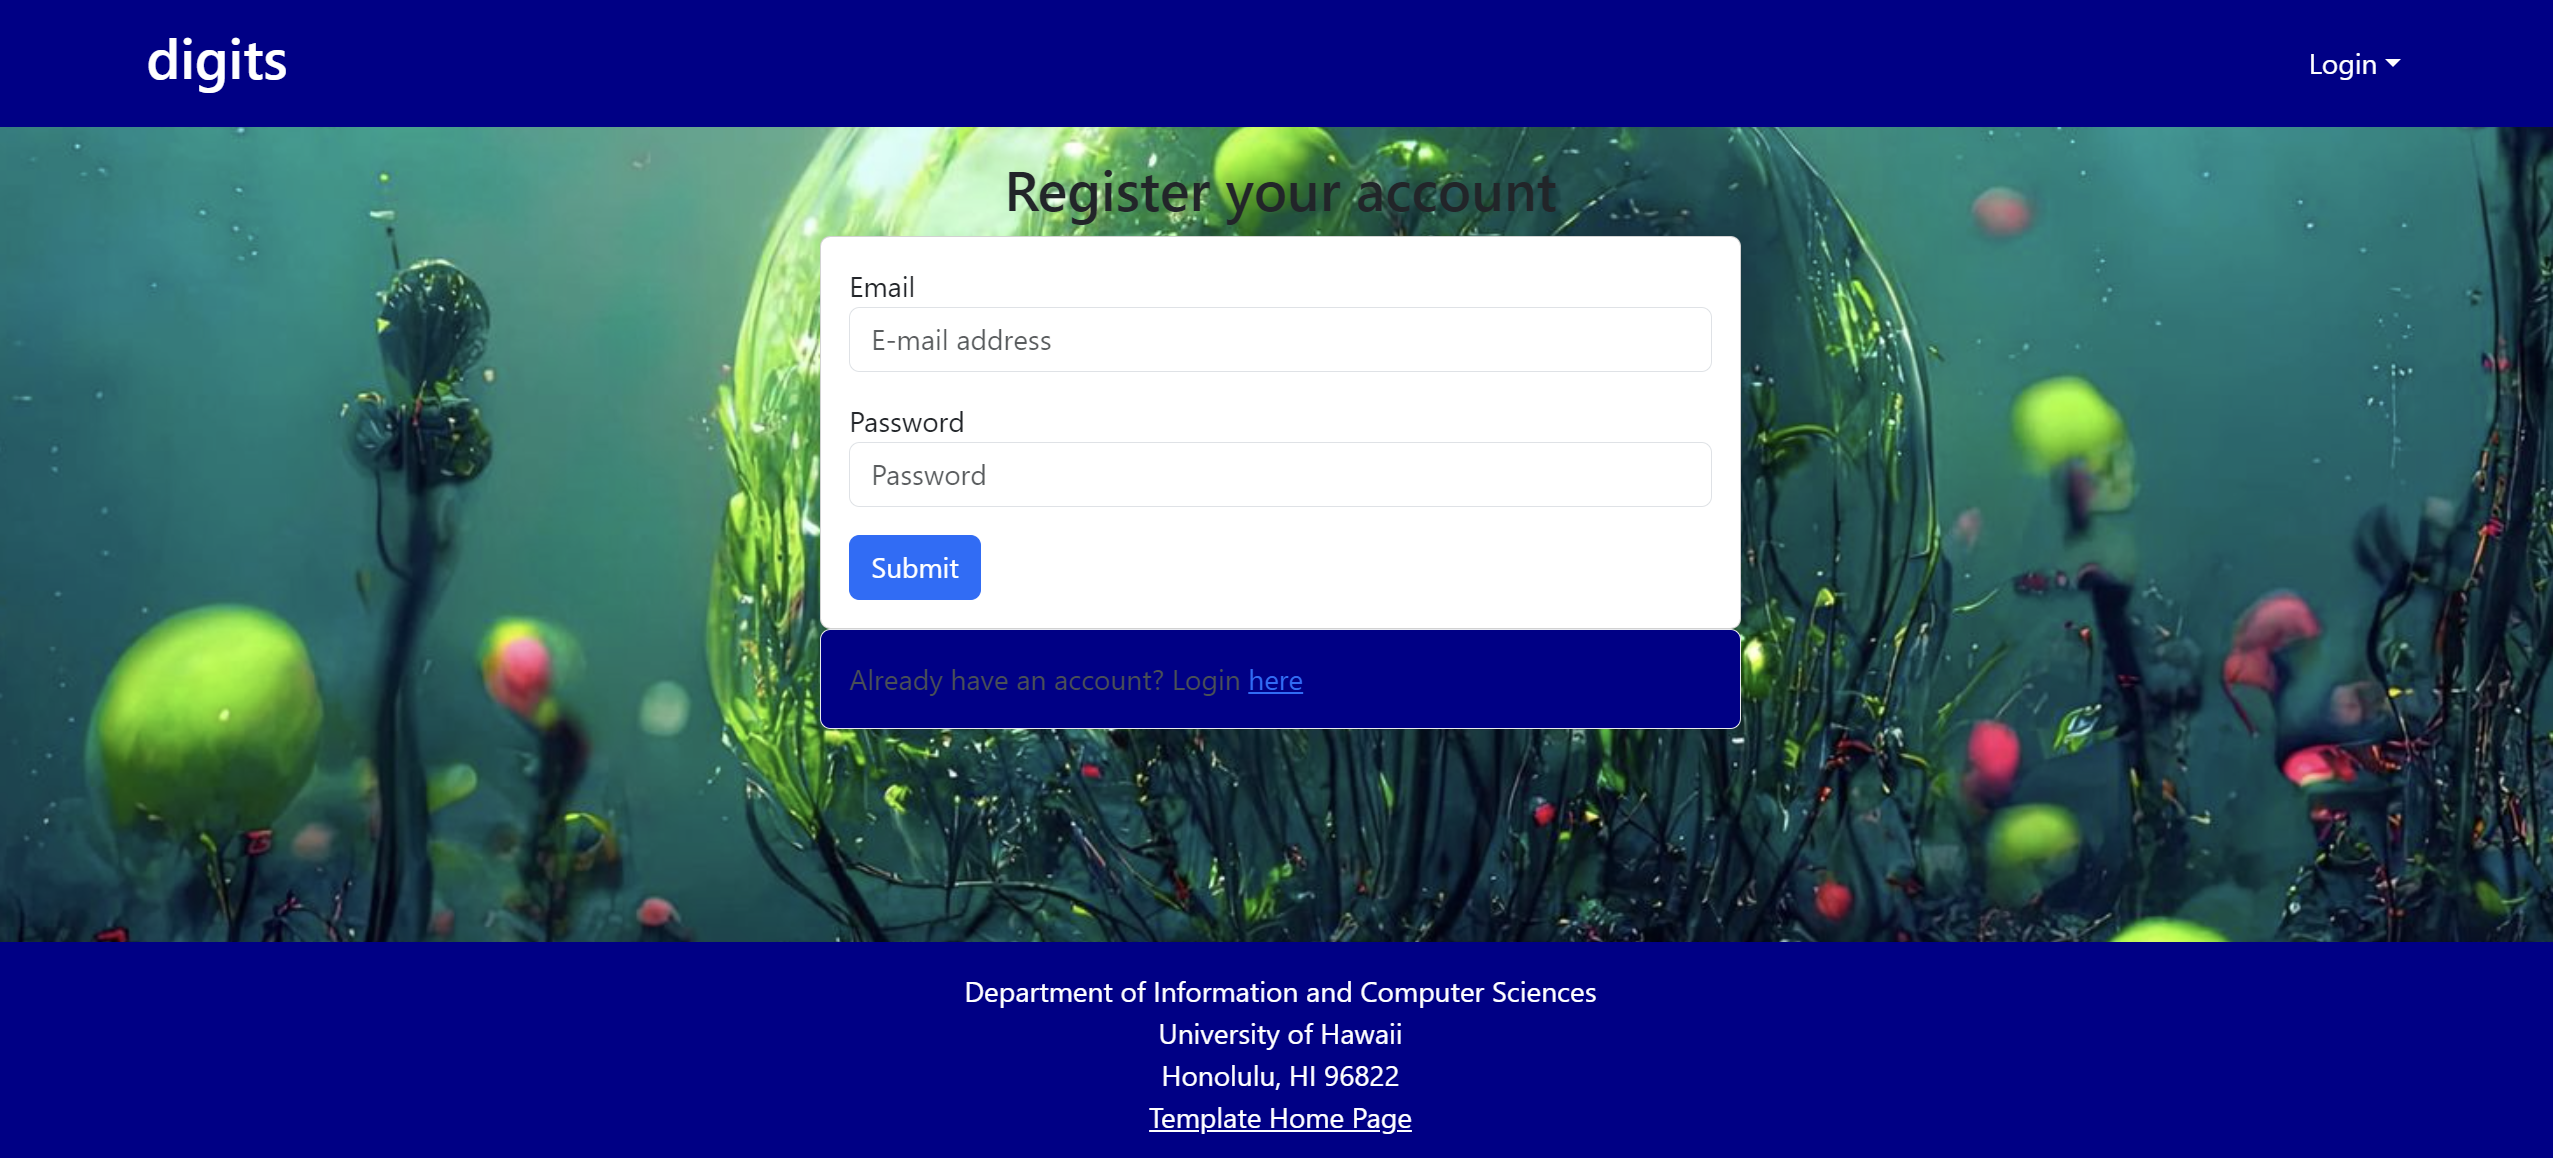 digits
Login
Register your account
Email
E-mail address
Password
Password
Submit
Already have an account? Login here
Department of Information and Computer Sciences
University of Hawaii
Honolulu, HI 96822
Template Home Page